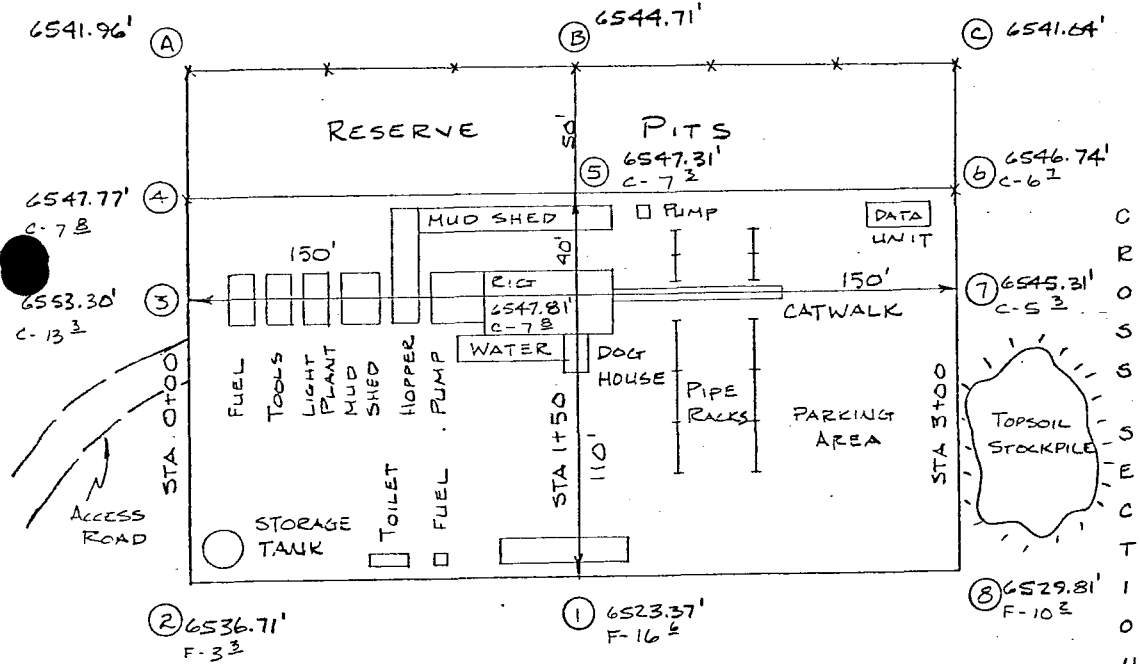 6541.96'
A
B
6544.71'
C
6541.64'
RESERVE PITS
50'
6547.77'
4
C-7 8
5
6547.31'
C-7 3
6
6546.74'
C-6 7
MUD SHED
PUMP
DATA
UNIT
150'
40'
RIG
6547.81'
C-7 8
150'
CATWALK
6553.30'
3
C-13 3
7
6545.31'
C-5 3
WATER
DOG
HOUSE
FUEL
TOOLS
LIGHT
PLANT
MUD
SHED
HOPPER
PUMP
PIPE
RACKS
PARKING
AREA
TOPSOIL
STOCKPILE
STA 0+00
STA 1+50
110'
STA 3+00
ACCESS
ROAD
STORAGE
TANK
TOILET
FUEL
2
6536.71'
F-3 3
1
6523.37'
F-16 6
8
6529.81'
F-10 2
CROSS SECTION